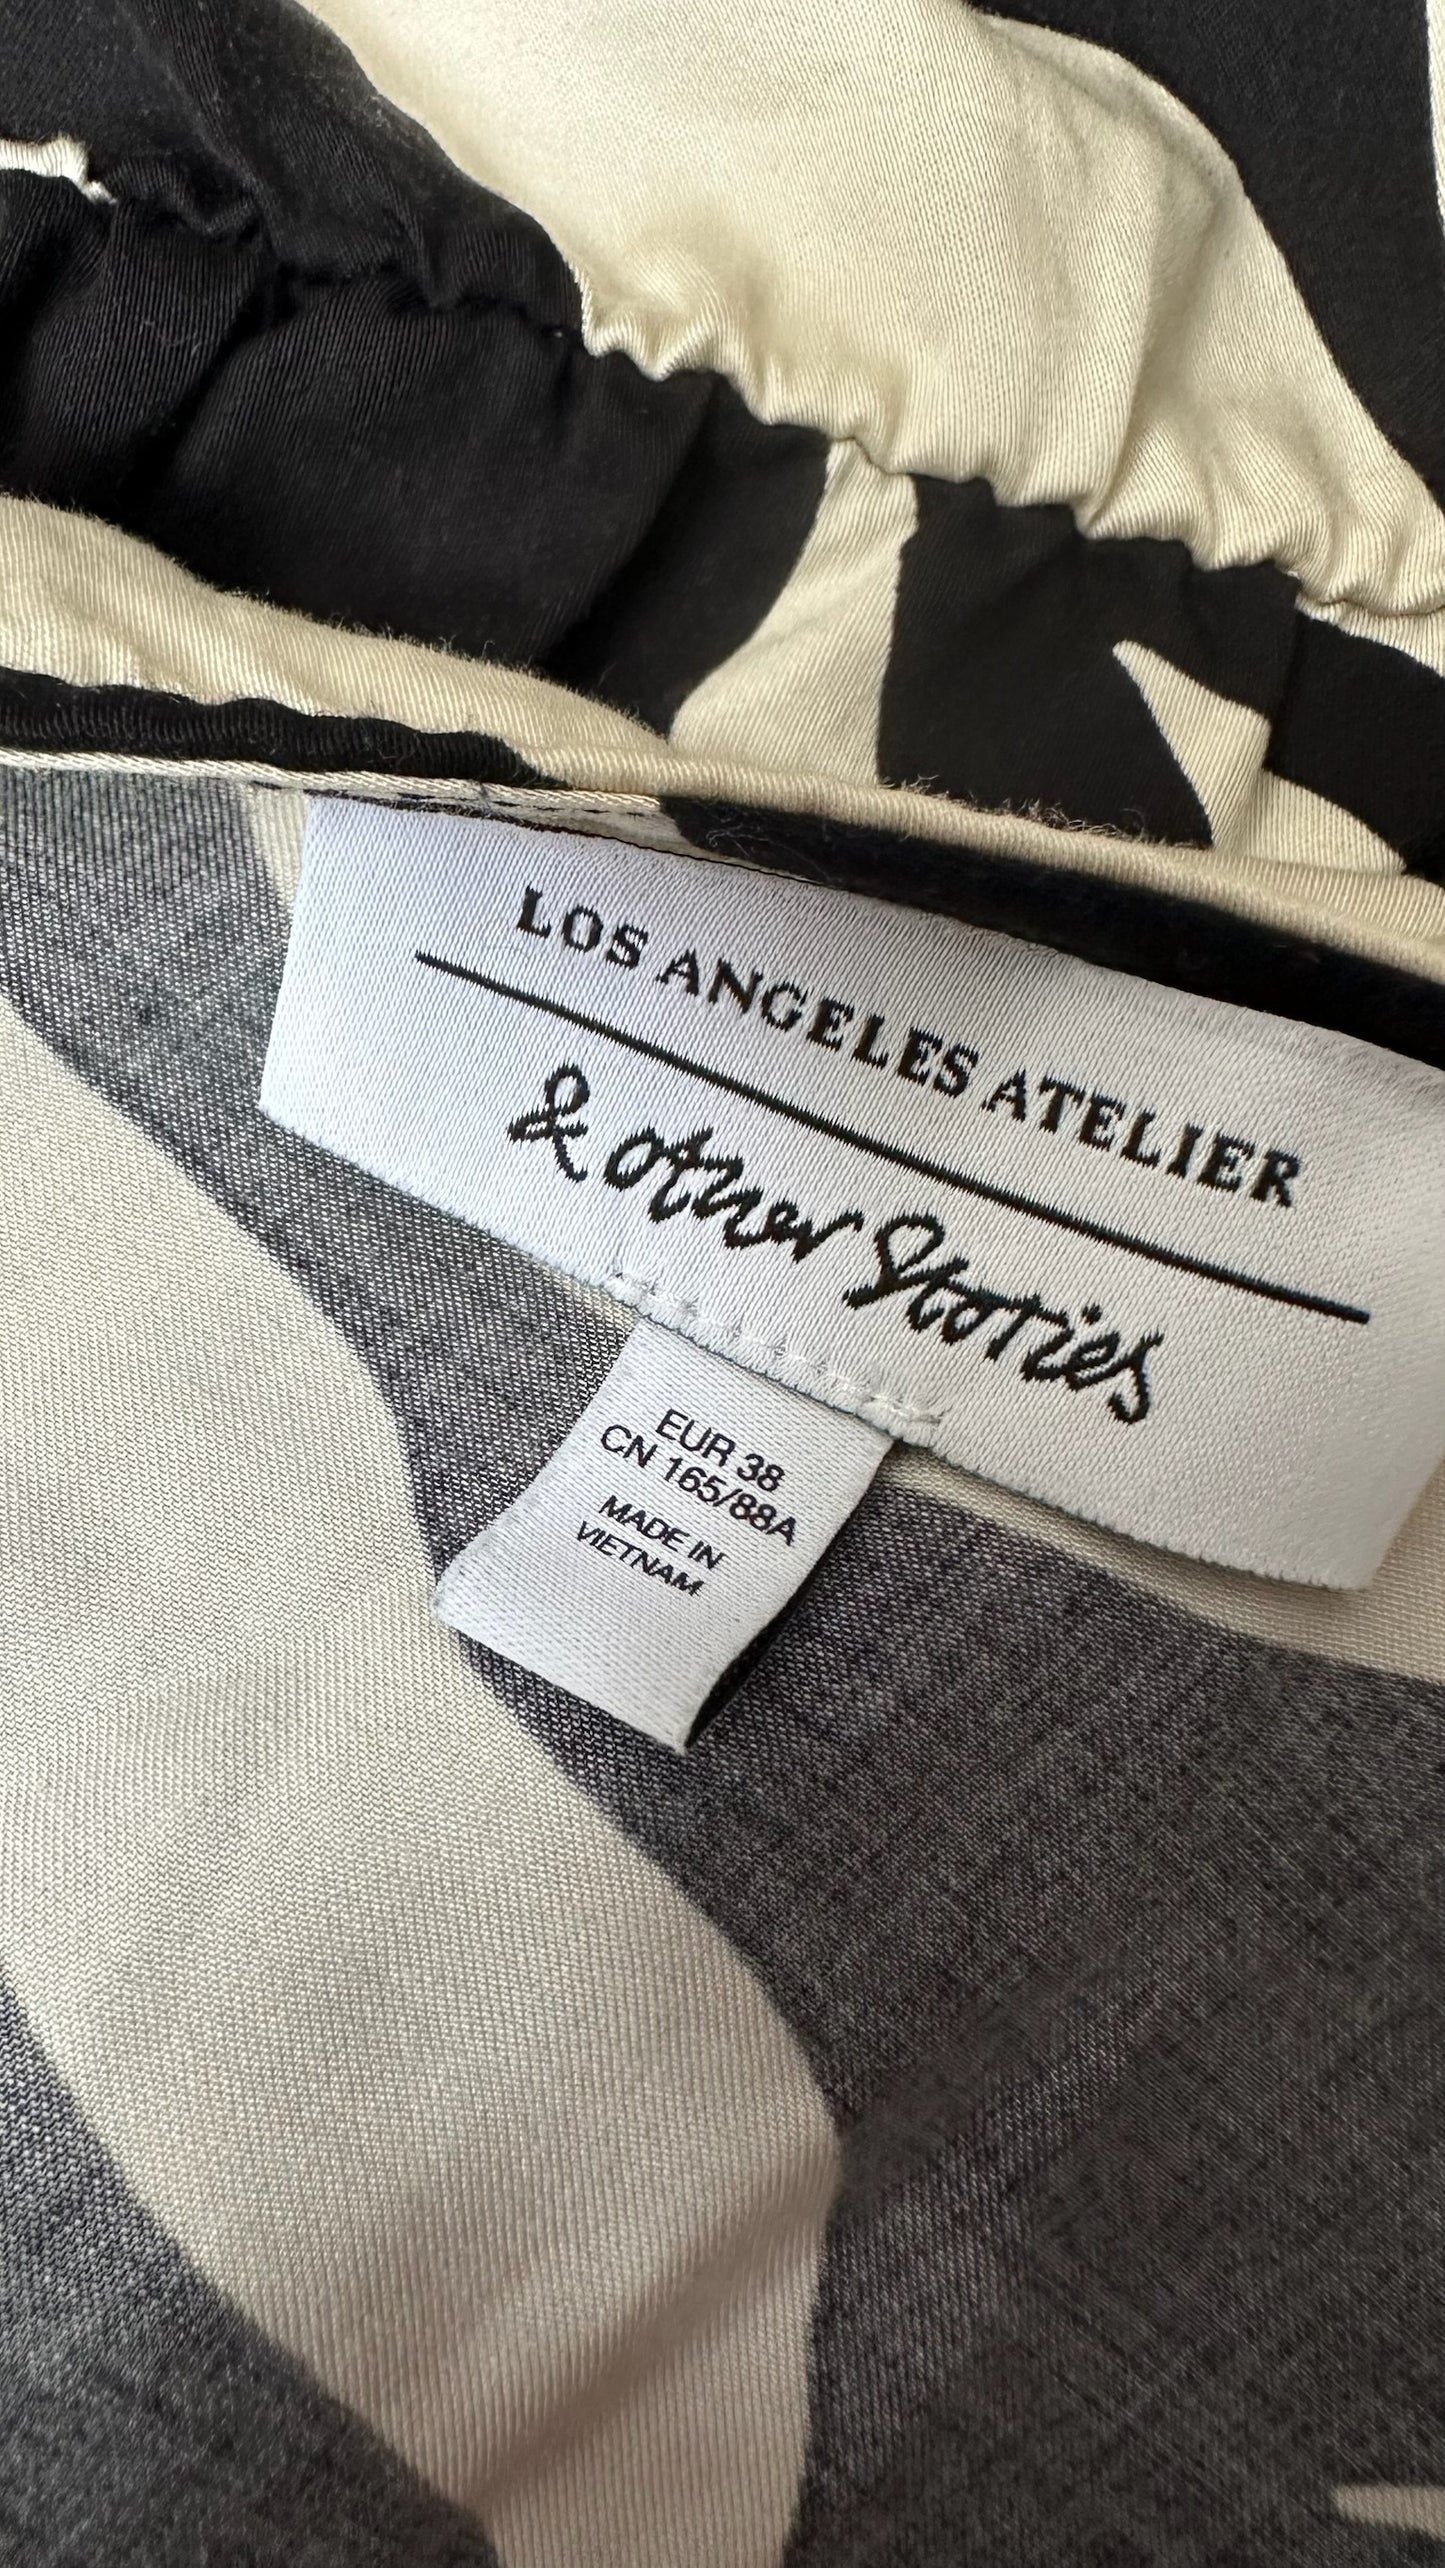 LOS ANGELES ATELIER
& Other Stories
EUR 38
CN 165/88A
MADE IN
VIETNAM